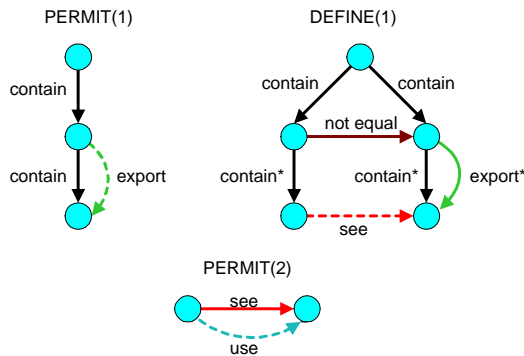 PERMIT(1)
DEFINE(1)
contain
contain
contain
not equal
contain
export
contain*
contain*
export*
see
PERMIT(2)
see
use